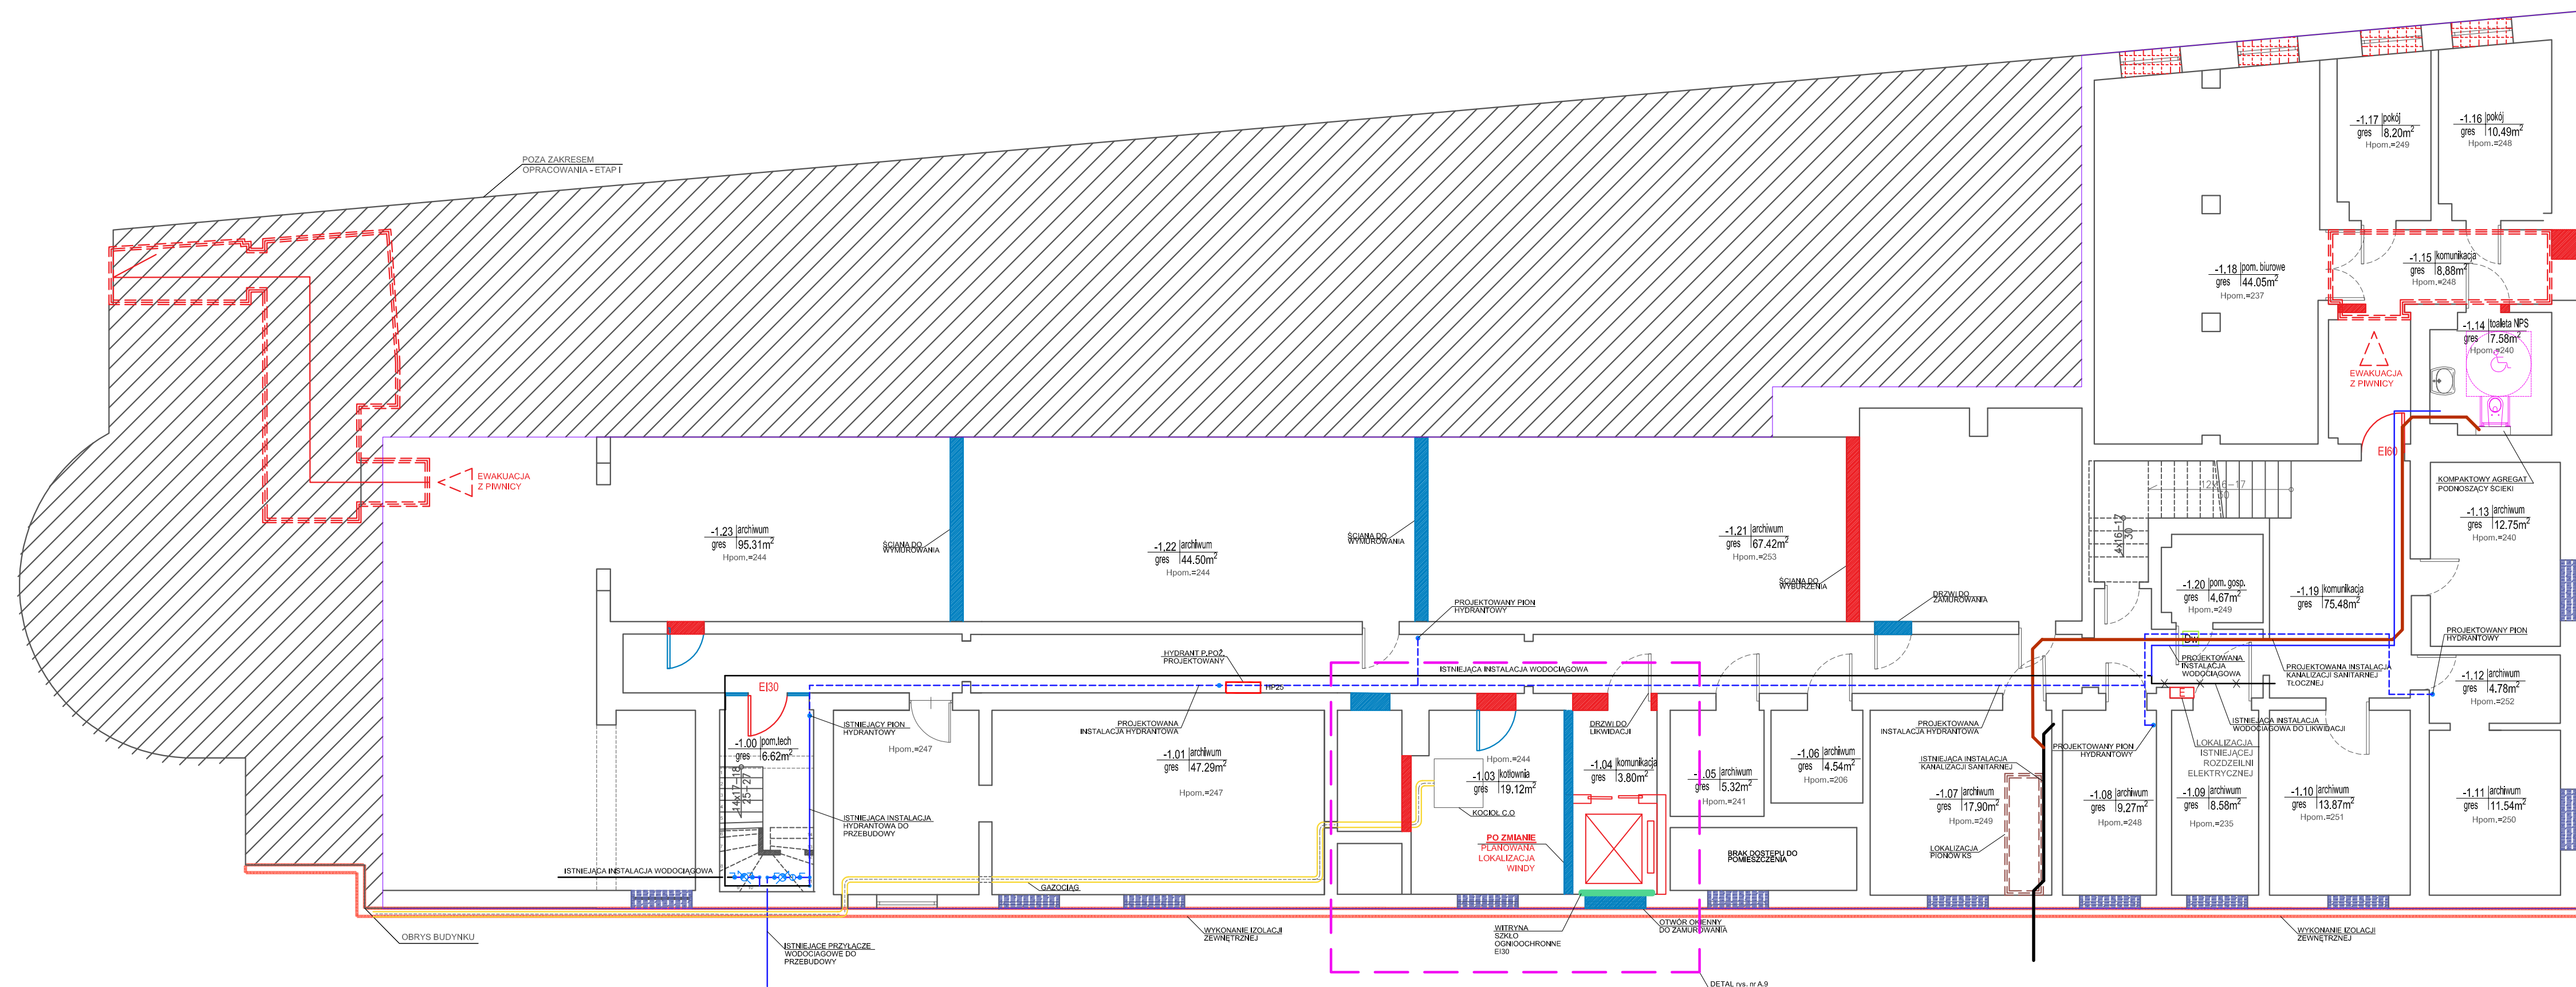 POZA ZAKRESEM
OPRACOWANIA - ETAP I
-1.17 pokój
gres 8.20m²
Hpom.=249
-1.16 pokój
gres 10.49m²
Hpom.=248
-1.18 pom. biurowe
gres 44.05m²
Hpom.=237
-1.15 komunikacja
gres 8,88m²
Hpom.=248
-1.14 toaleta NPS
gres 7.58m²
Hpom.=240
EWAKUACJA
Z PIWNICY
EI60
KOMPAKTOWY AGREGAT
PODNOSZĄCY ŚCIEKI
-1.13 archiwum
gres 12.75m²
Hpom.=240
EWAKUACJA
Z PIWNICY
-1.23 archiwum
gres 95.31m²
Hpom.=244
ŚCIANA DO
WYMUROWANIA
-1.22 archiwum
gres 44.50m²
Hpom.=244
ŚCIANA DO
WYMUROWANIA
-1.21 archiwum
gres 67.42m²
Hpom.=253
ŚCIANA DO
WYBURZENIA
DRZWI DO
ZAMUROWANIA
12x16-17
30
4x16-17
30
-1.20 pom. gosp.
gres 4,67m²
Hpom.=249
-1.19 komunikacja
gres 75,48m²
PROJEKTOWANY PION
HYDRANTOWY
PROJEKTOWANY PION
HYDRANTOWY
DW
HYDRANT P.POŻ.
PROJEKTOWANY
HP25
ISTNIEJĄCA INSTALACJA WODOCIĄGOWA
PROJEKTOWANA
INSTALACJA
WODOCIĄGOWA
PROJEKTOWANA INSTALACJA
KANALIZACJI SANITARNEJ
TŁOCZNEJ
-1.12 archiwum
gres 4.78m²
Hpom.=252
EI30
E
ISTNIEJĄCY PION
HYDRANTOWY
-1.00 pom.tech
gres 6.62m²
Hpom.=247
PROJEKTOWANA
INSTALACJA HYDRANTOWA
-1.01 archiwum
gres 47.29m²
Hpom.=247
DRZWI DO
LIKWIDACJI
Hpom.=244
-1.03 kotłownia
gres 19.12m²
KOCIOŁ C.O
-1.04 komunikacja
gres 3.80m²
-1.05 archiwum
gres 5.32m²
Hpom.=241
-1.06 archiwum
gres 4.54m²
Hpom.=206
PROJEKTOWANA
INSTALACJA HYDRANTOWA
ISTNIEJĄCA INSTALACJA
KANALIZACJI SANITARNEJ
PROJEKTOWANY PION
HYDRANTOWY
ISTNIEJĄCA INSTALACJA
WODOCIĄGOWA DO LIKWIDACJI
LOKALIZACJA
ISTNIEJĄCEJ
ROZDZEILNI
ELEKTRYCZNEJ
-1.07 archiwum
gres 17.90m²
Hpom.=249
-1.08 archiwum
gres 9.27m²
Hpom.=248
-1.09 archiwum
gres 8.58m²
Hpom.=235
-1.10 archiwum
gres 13.87m²
Hpom.=251
-1.11 archiwum
gres 11.54m²
Hpom.=250
14x17-18
25-27
ISTNIEJĄCA INSTALACJA
HYDRANTOWA DO
PRZEBUDOWY
PO ZMIANIE
PLANOWANA
LOKALIZACJA
WINDY
BRAK DOSTĘPU DO
POMIESZCZENIA
LOKALIZACJA
PIONÓW KS
ISTNIEJĄCA INSTALACJA WODOCIĄGOWA
GAZOCIĄG
OBRYS BUDYNKU
ISTNIEJĄCE PRZYŁĄCZE
WODOCIĄGOWE DO
PRZEBUDOWY
WYKONANIE IZOLACJI
ZEWNĘTRZNEJ
WITRYNA
SZKŁO
OGNIOOCHRONNE
EI30
OTWÓR OKIENNY
DO ZAMUROWANIA
WYKONANIE IZOLACJI
ZEWNĘTRZNEJ
DETAL rys. nr A.9